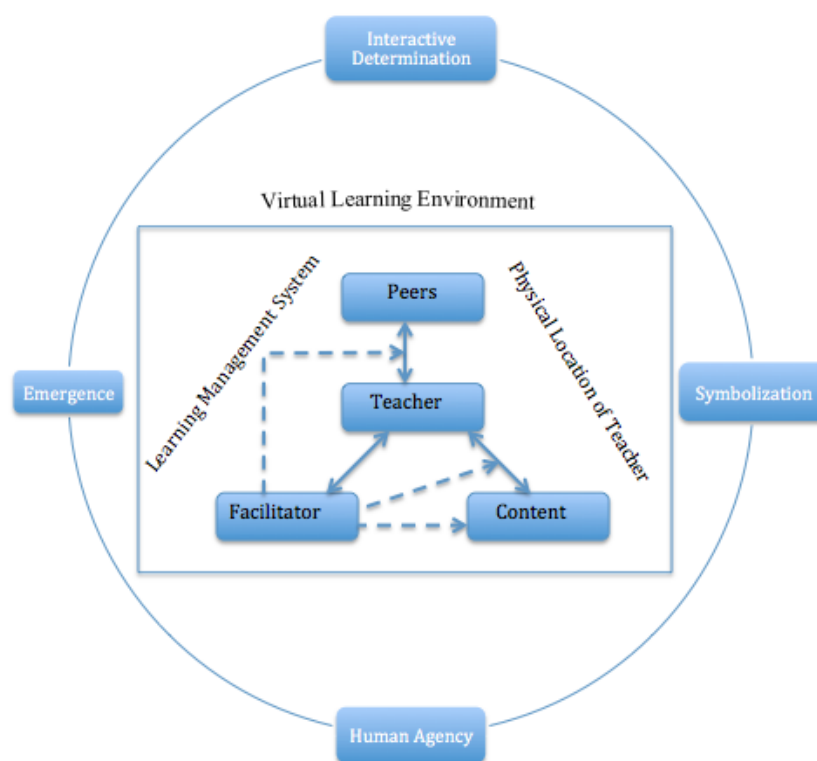 Interactive
Determination
Virtual Learning Environment
Learning Management System
Physical Location of Teacher
Peers
Emergence
Teacher
Symbolization
Facilitator
Content
Human Agency